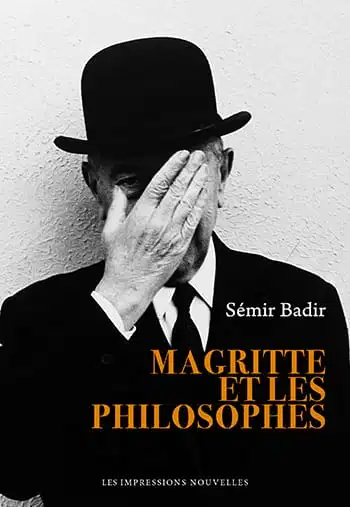 Sémir Badir
MAGRITTE
ET LES
PHILOSOPHES
LES IMPRESSIONS NOUVELLES